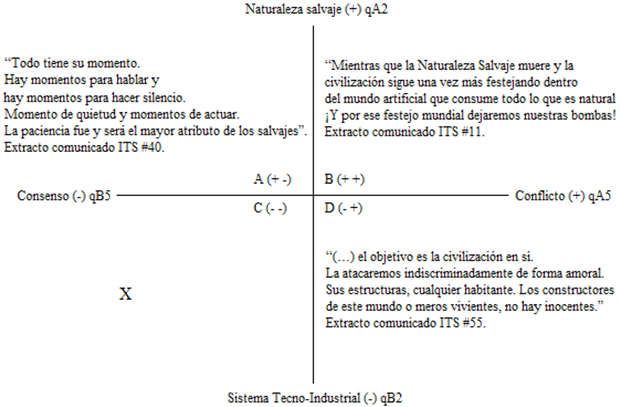 Naturaleza salvaje (+) qA2
“Todo tiene su momento.
Hay momentos para hablar y
hay momentos para hacer silencio.
Momento de quietud y momentos de actuar.
La paciencia fue y será el mayor atributo de los salvajes”.
Extracto comunicado ITS #40.
“Mientras que la Naturaleza Salvaje muere y la
civilización sigue una vez más festejando dentro
del mundo artificial que consume todo lo que es natural
¡Y por ese festejo mundial dejaremos nuestras bombas!
Extracto comunicado ITS #11.
A (+ -)
B (+ +)
Consenso (-) qB5
Conflicto (+) qA5
C (- -)
D (- +)
X
“(…) el objetivo es la civilización en si.
La atacaremos indiscriminadamente de forma amoral.
Sus estructuras, cualquier habitante. Los constructores
de este mundo o meros vivientes, no hay inocentes.”
Extracto comunicado ITS #55.
Sistema Tecno-Industrial (-) qB2